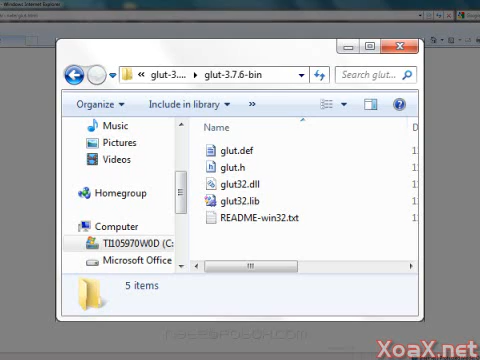 Windows Internet Explorer
« glut-3.... ▸ glut-3.7.6-bin
Search glut...
Organize
Include in library
»
Music
Pictures
Videos
Homegroup
Computer
TI105970W0D (C:
Microsoft Office
Name
D
glut.def
glut.h
glut32.dll
glut32.lib
README-win32.txt
5 items
XoaX.net